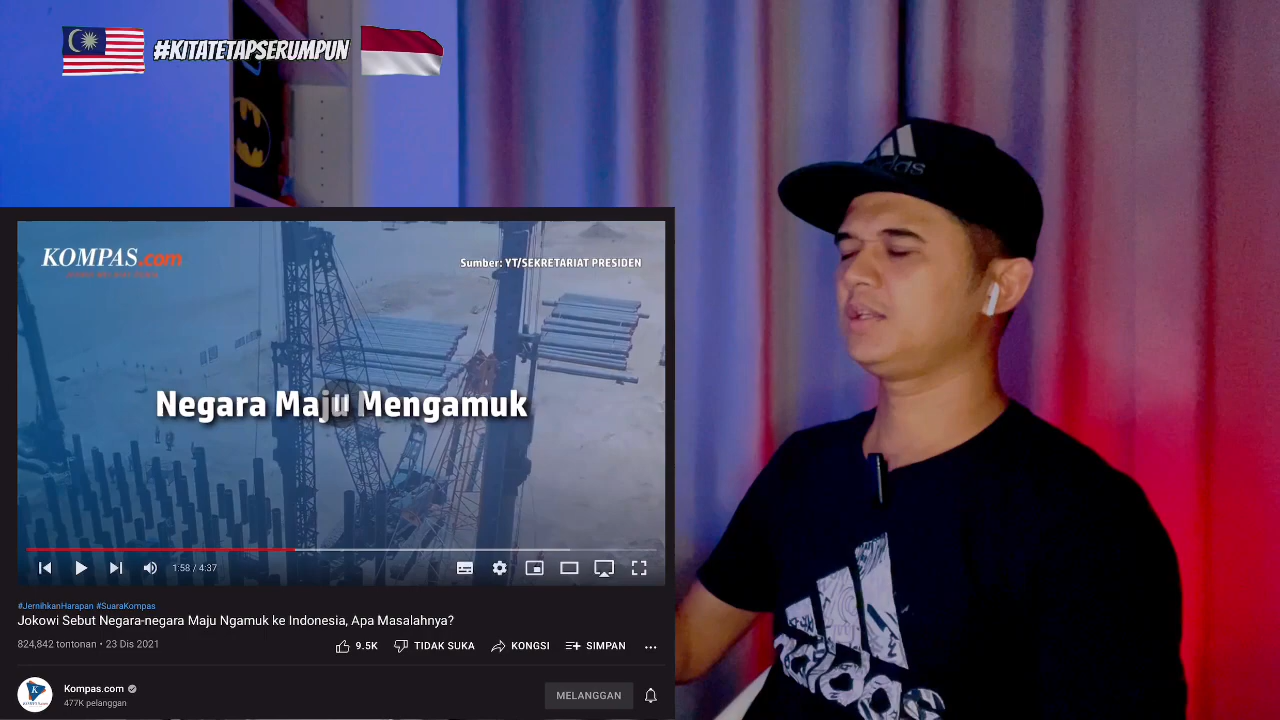 #KITATETAPSERUMPUN
KOMPAS.com
Sumber: YT/SEKRETARIAT PRESIDEN
Negara Maju Mengamuk
1:58 / 4:37
#JernihkanHarapan #SuaraKompas
Jokowi Sebut Negara-negara Maju Ngamuk ke Indonesia, Apa Masalahnya?
824,842 tontonan • 23 Dis 2021
9.5K TIDAK SUKA KONGSI SIMPAN
Kompas.com
477K pelanggan
MELANGGAN
adidas
adidas